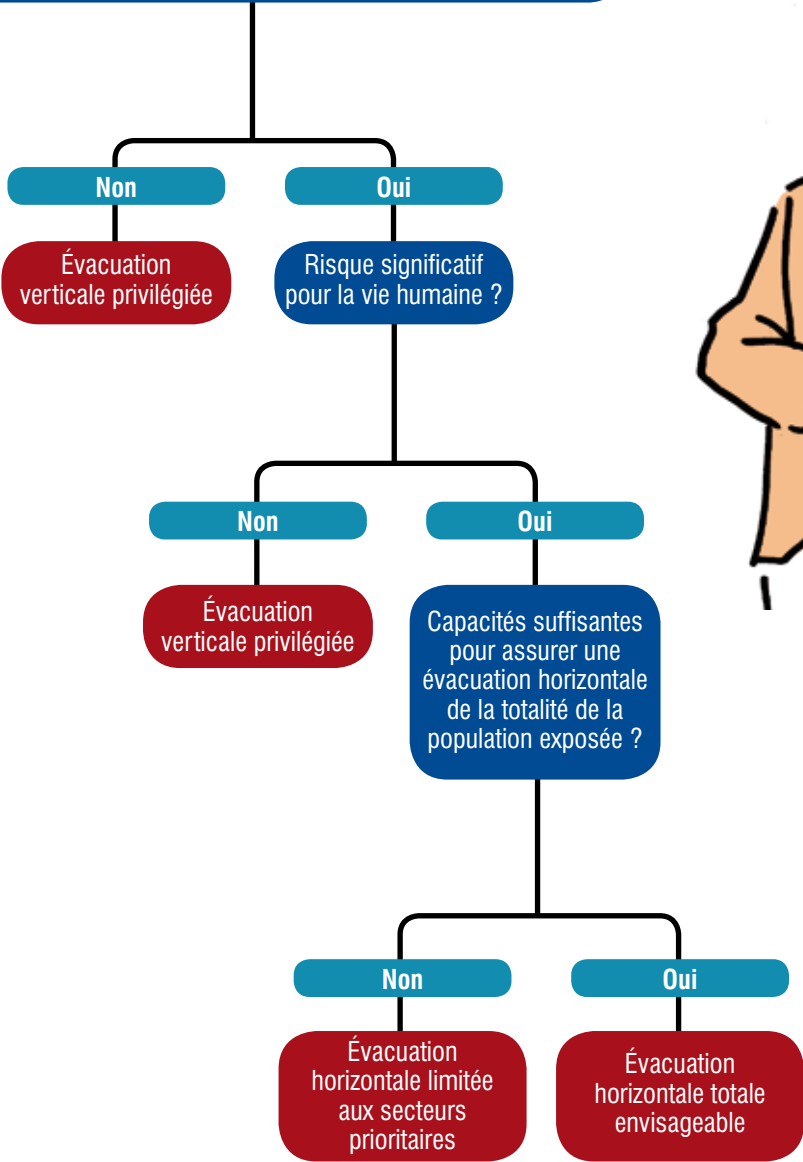 Non
Oui
Évacuation
verticale privilégiée
Risque significatif
pour la vie humaine ?
Non
Oui
Évacuation
verticale privilégiée
Capacités suffisantes
pour assurer une
évacuation horizontale
de la totalité de la
population exposée ?
Non
Oui
Évacuation
horizontale limitée
aux secteurs
prioritaires
Évacuation
horizontale totale
envisageable